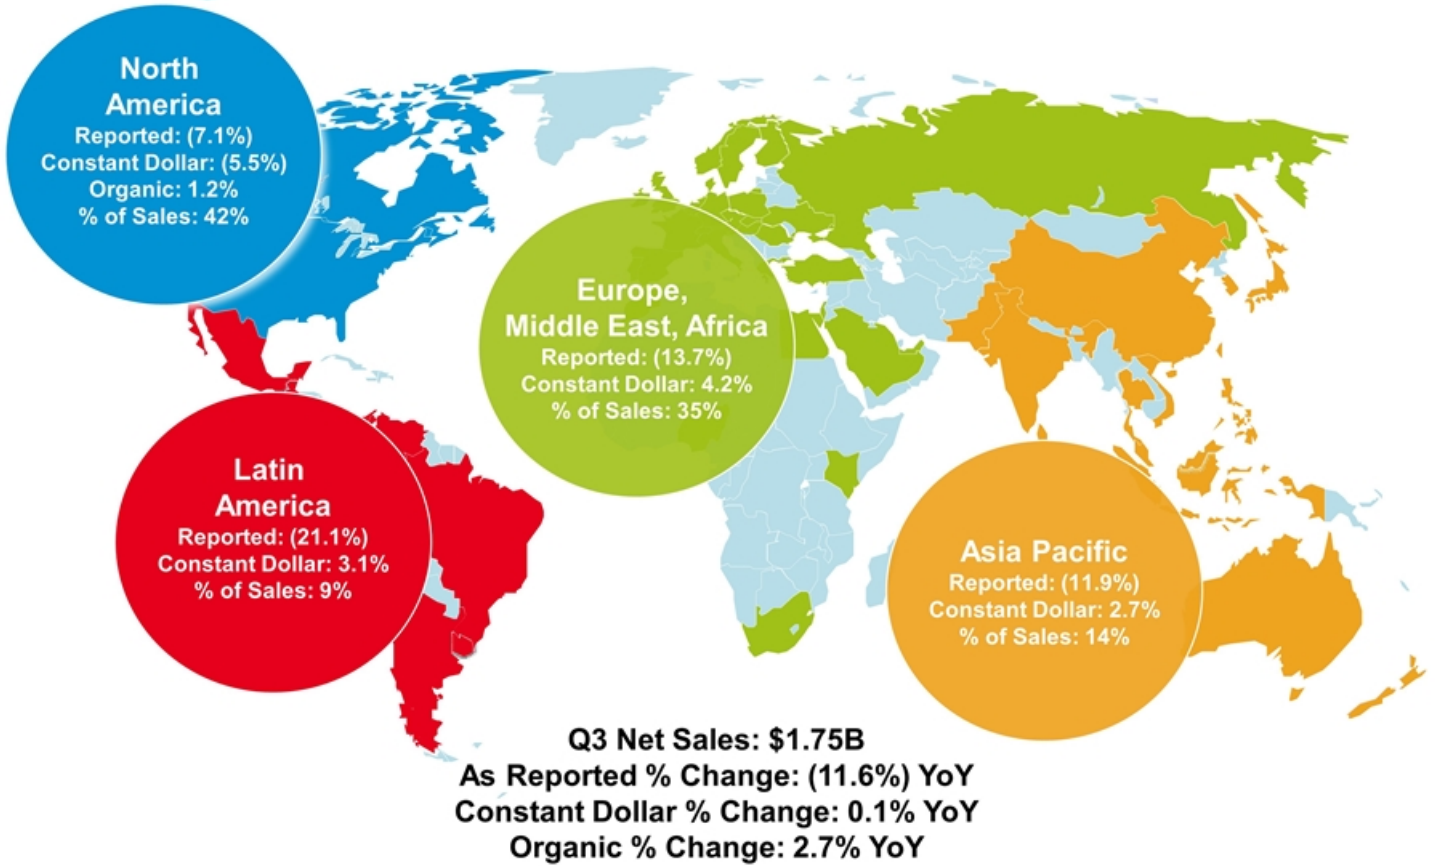 North
America
Reported: (7.1%)
Constant Dollar: (5.5%)
Organic: 1.2%
% of Sales: 42%
Europe,
Middle East, Africa
Reported: (13.7%)
Constant Dollar: 4.2%
% of Sales: 35%
Latin
America
Reported: (21.1%)
Constant Dollar: 3.1%
% of Sales: 9%
Asia Pacific
Reported: (11.9%)
Constant Dollar: 2.7%
% of Sales: 14%
Q3 Net Sales: $1.75B
As Reported % Change: (11.6%) YoY
Constant Dollar % Change: 0.1% YoY
Organic % Change: 2.7% YoY